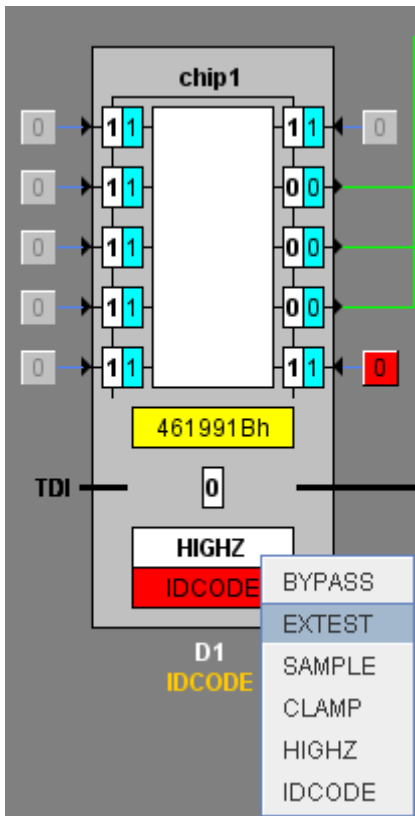 chip1
0 1 1 1 1 0
0 1 1 0 0
0 1 1 0 0
0 1 1 0 0
0 1 1 1 1 0
461991Bh
TDI 0
HIGHZ
IDCODE
BYPASS
EXTEST
SAMPLE
CLAMP
HIGHZ
IDCODE
D1
IDCODE